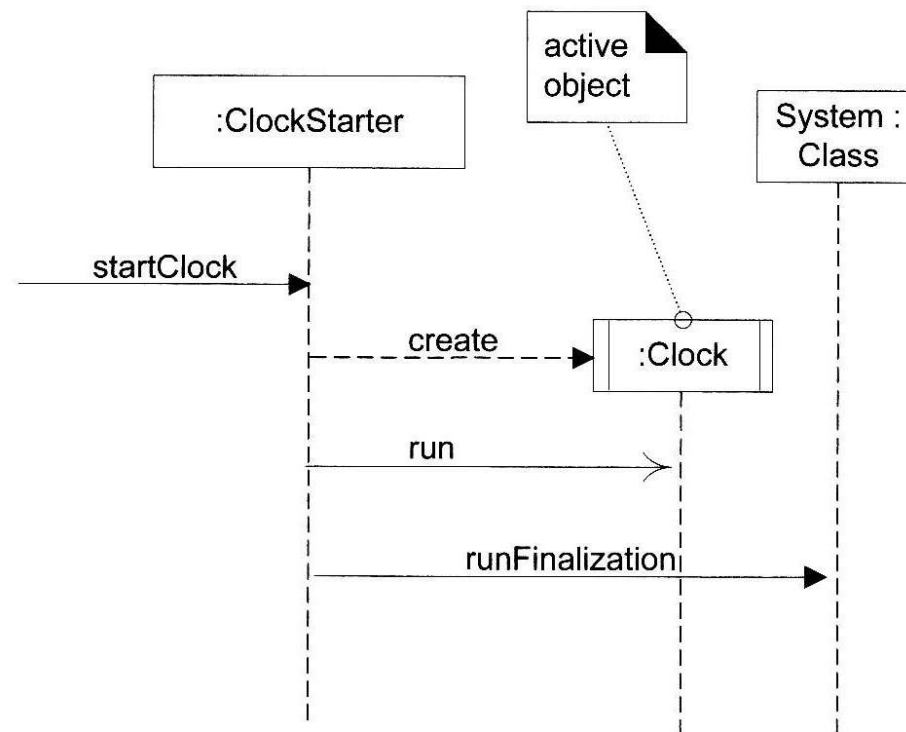 active
object
:ClockStarter
System :
Class
startClock
create
:Clock
run
runFinalization